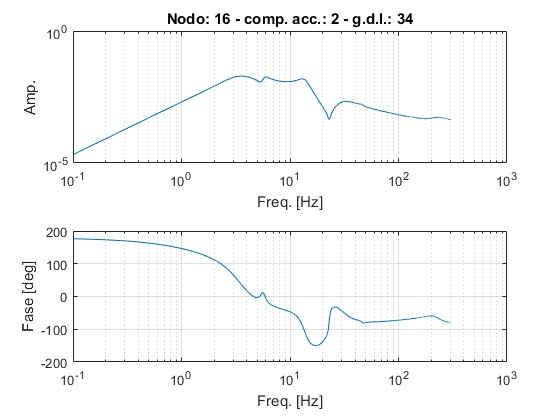 Nodo: 16 - comp. acc.: 2 - g.d.l.: 34
10^0
Amp.
10^-5
10^-1 10^0 10^1 10^2 10^3
Freq. [Hz]
200
100
0
-100
-200
Fase [deg]
10^-1 10^0 10^1 10^2 10^3
Freq. [Hz]